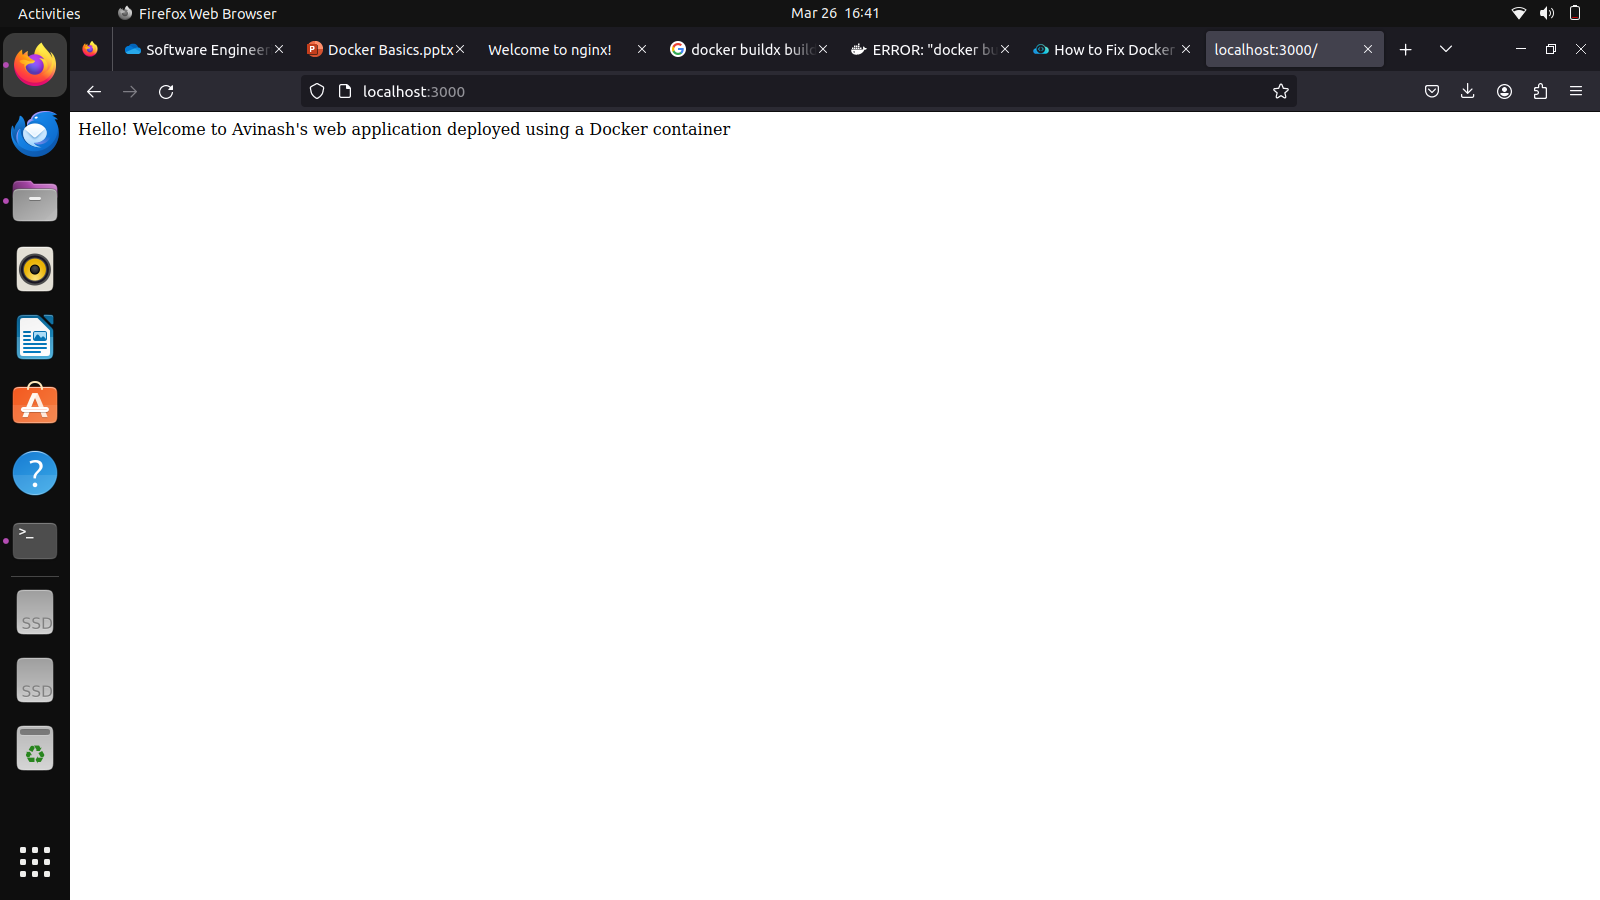 Activities
Firefox Web Browser
Mar 26 16:41
Software Engineer
Docker Basics.pptx
Welcome to nginx!
docker buildx buil
ERROR: "docker bu
How to Fix Docker
localhost:3000/
localhost:3000
Hello! Welcome to Avinash's web application deployed using a Docker container
>_
SSD
SSD